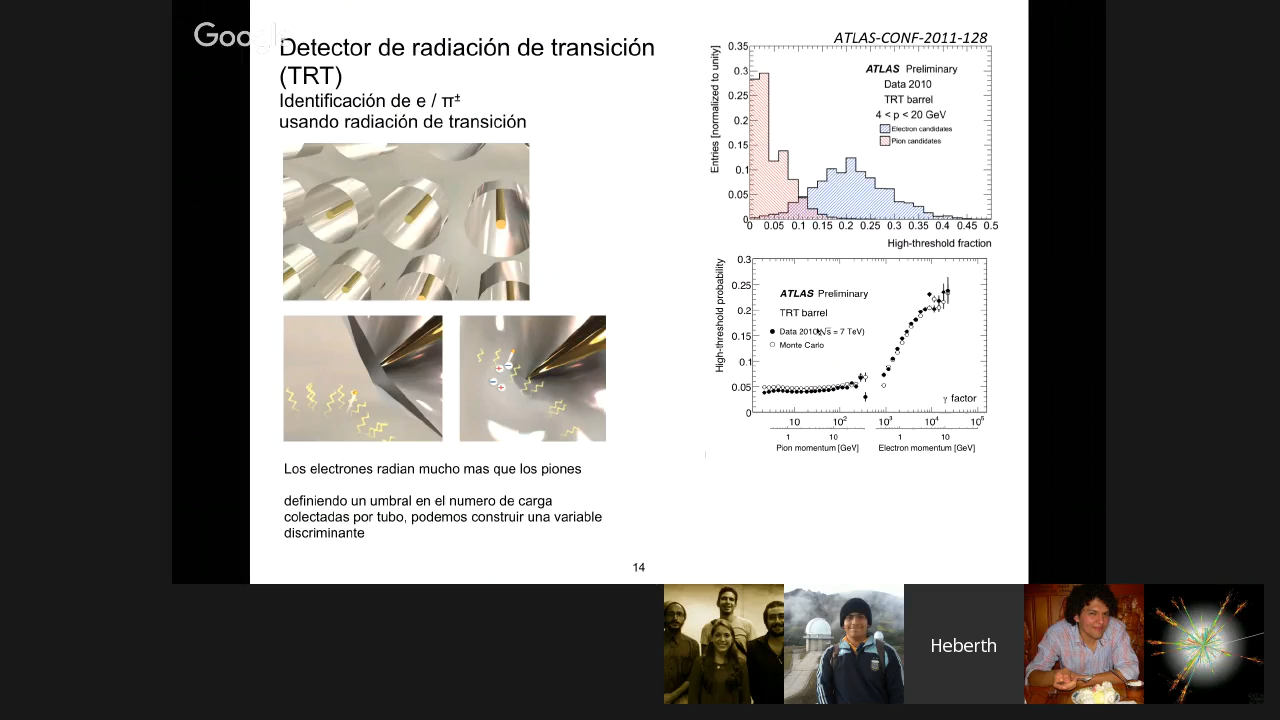 Google
Detector de radiación de transición
(TRT)
Identificación de e / π±
usando radiación de transición
Los electrones radian mucho mas que los piones
definiendo un umbral en el numero de carga
colectadas por tubo, podemos construir una variable
discriminante
14
ATLAS-CONF-2011-128
Entries [normalized to unity]
0.35
0.3
0.25
0.2
0.15
0.1
0.05
0
ATLAS Preliminary
Data 2010
TRT barrel
4 < p < 20 GeV
Electron candidates
Pion candidates
0 0.05 0.1 0.15 0.2 0.25 0.3 0.35 0.4 0.45 0.5
High-threshold fraction
High-threshold probability
0.3
0.25
0.2
0.15
0.1
0.05
0
ATLAS Preliminary
TRT barrel
Data 2010 (√s = 7 TeV)
Monte Carlo
γ factor
10 10² 10³ 10⁴ 10⁵
1 10 1 10
Pion momentum [GeV] Electron momentum [GeV]
Heberth